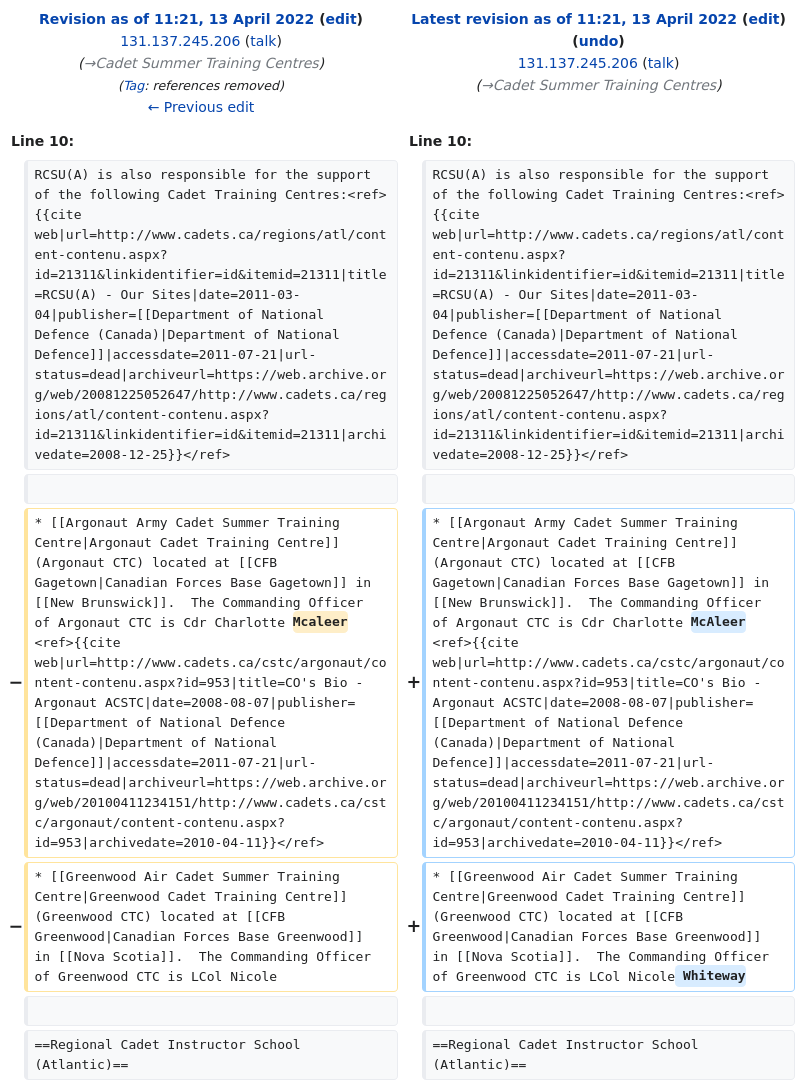 Revision as of 11:21, 13 April 2022 (edit)
131.137.245.206 (talk)
(→Cadet Summer Training Centres)
(Tag: references removed)
← Previous edit
Latest revision as of 11:21, 13 April 2022 (edit)
(undo)
131.137.245.206 (talk)
(→Cadet Summer Training Centres)
Line 10:
Line 10:
RCSU(A) is also responsible for the support
of the following Cadet Training Centres:<ref>
{{cite
web|url=http://www.cadets.ca/regions/atl/cont
ent-contenu.aspx?
id=21311&linkidentifier=id&itemid=21311|title
=RCSU(A) - Our Sites|date=2011-03-
04|publisher=[[Department of National
Defence (Canada)|Department of National
Defence]]|accessdate=2011-07-21|url-
status=dead|archiveurl=https://web.archive.or
g/web/20081225052647/http://www.cadets.ca/reg
ions/atl/content-contenu.aspx?
id=21311&linkidentifier=id&itemid=21311|archi
vedate=2008-12-25}}</ref>
RCSU(A) is also responsible for the support
of the following Cadet Training Centres:<ref>
{{cite
web|url=http://www.cadets.ca/regions/atl/cont
ent-contenu.aspx?
id=21311&linkidentifier=id&itemid=21311|title
=RCSU(A) - Our Sites|date=2011-03-
04|publisher=[[Department of National
Defence (Canada)|Department of National
Defence]]|accessdate=2011-07-21|url-
status=dead|archiveurl=https://web.archive.or
g/web/20081225052647/http://www.cadets.ca/reg
ions/atl/content-contenu.aspx?
id=21311&linkidentifier=id&itemid=21311|archi
vedate=2008-12-25}}</ref>
−
* [[Argonaut Army Cadet Summer Training
Centre|Argonaut Cadet Training Centre]]
(Argonaut CTC) located at [[CFB
Gagetown|Canadian Forces Base Gagetown]] in
[[New Brunswick]].  The Commanding Officer
of Argonaut CTC is Cdr Charlotte Mcaleer
<ref>{{cite
web|url=http://www.cadets.ca/cstc/argonaut/co
ntent-contenu.aspx?id=953|title=CO's Bio -
Argonaut ACSTC|date=2008-08-07|publisher=
[[Department of National Defence
(Canada)|Department of National
Defence]]|accessdate=2011-07-21|url-
status=dead|archiveurl=https://web.archive.or
g/web/20100411234151/http://www.cadets.ca/cst
c/argonaut/content-contenu.aspx?
id=953|archivedate=2010-04-11}}</ref>
+
* [[Argonaut Army Cadet Summer Training
Centre|Argonaut Cadet Training Centre]]
(Argonaut CTC) located at [[CFB
Gagetown|Canadian Forces Base Gagetown]] in
[[New Brunswick]].  The Commanding Officer
of Argonaut CTC is Cdr Charlotte McAleer
<ref>{{cite
web|url=http://www.cadets.ca/cstc/argonaut/co
ntent-contenu.aspx?id=953|title=CO's Bio -
Argonaut ACSTC|date=2008-08-07|publisher=
[[Department of National Defence
(Canada)|Department of National
Defence]]|accessdate=2011-07-21|url-
status=dead|archiveurl=https://web.archive.or
g/web/20100411234151/http://www.cadets.ca/cst
c/argonaut/content-contenu.aspx?
id=953|archivedate=2010-04-11}}</ref>
−
* [[Greenwood Air Cadet Summer Training
Centre|Greenwood Cadet Training Centre]]
(Greenwood CTC) located at [[CFB
Greenwood|Canadian Forces Base Greenwood]]
in [[Nova Scotia]].  The Commanding Officer
of Greenwood CTC is LCol Nicole
+
* [[Greenwood Air Cadet Summer Training
Centre|Greenwood Cadet Training Centre]]
(Greenwood CTC) located at [[CFB
Greenwood|Canadian Forces Base Greenwood]]
in [[Nova Scotia]].  The Commanding Officer
of Greenwood CTC is LCol Nicole Whiteway
==Regional Cadet Instructor School
(Atlantic)==
==Regional Cadet Instructor School
(Atlantic)==